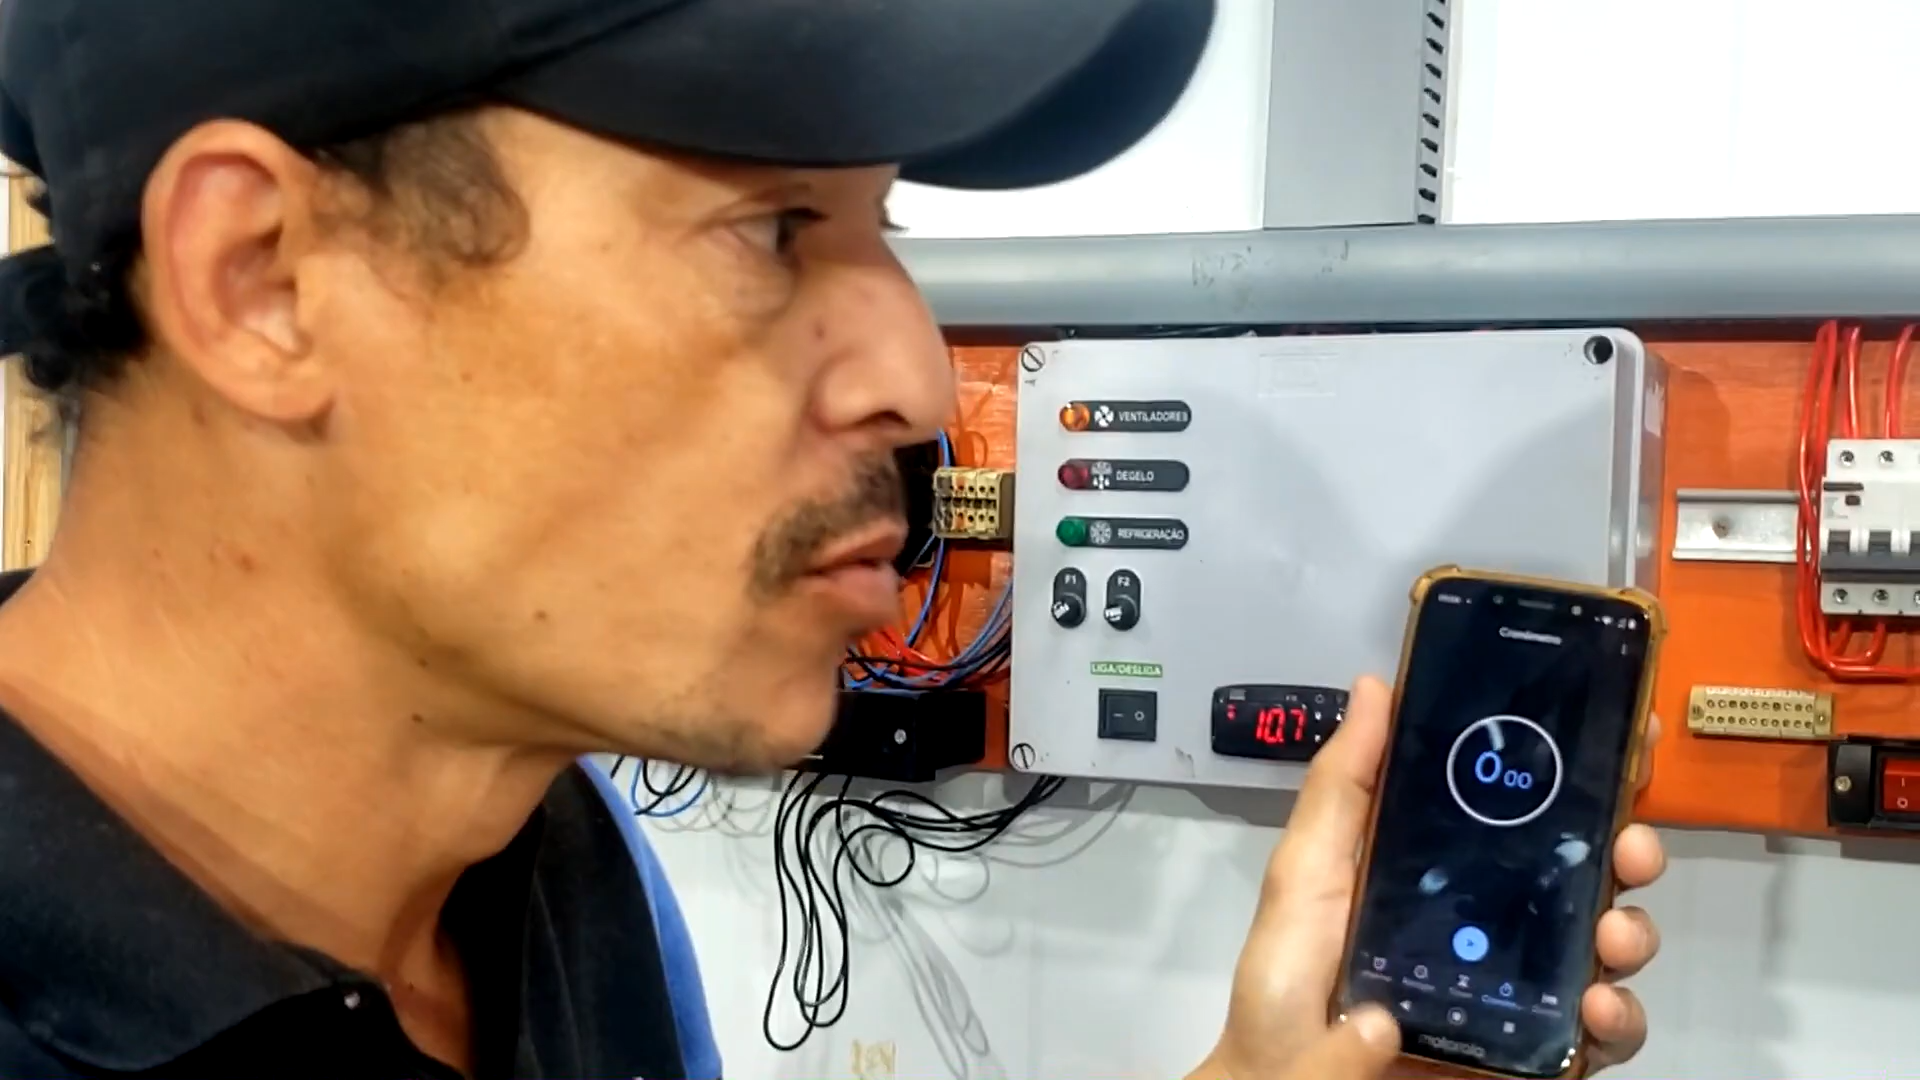 VENTILADORES
DEGELO
REFRIGERAÇÃO
F1
F2
LIGA/DESLIGA
10.7
Cronômetro
0 00
motorola